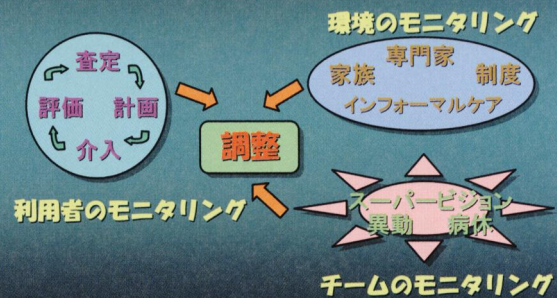 環境のモニタリング
専門家
家族 制度
インフォーマルケア
査定
評価 計画
介入
調整
利用者のモニタリング
スーパービジョン
異動 病休
チームのモニタリング